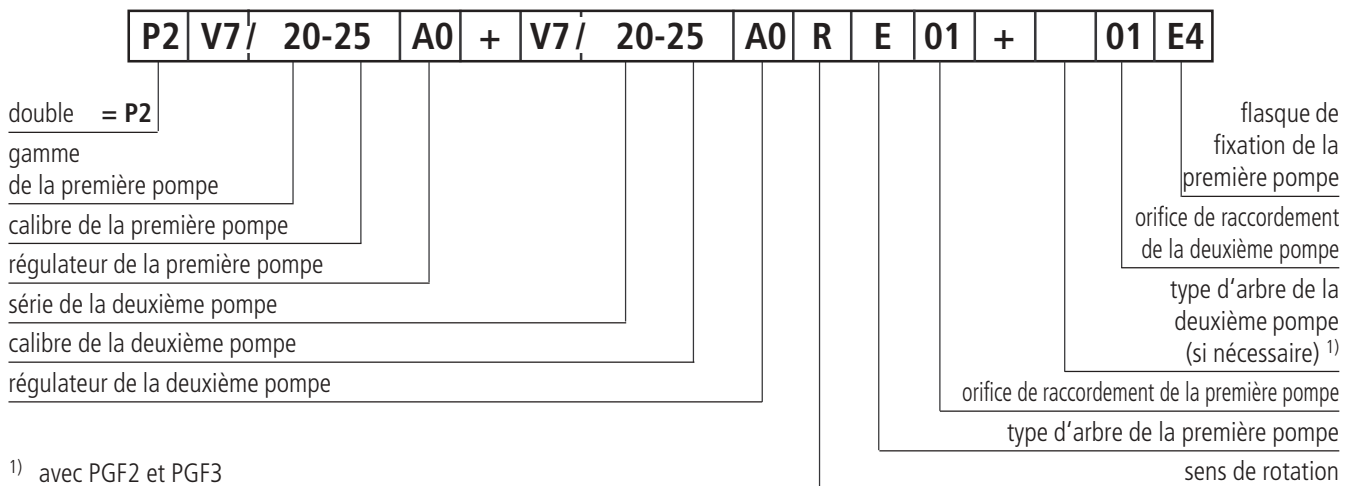 P2 V7/ 20-25 A0 + V7/ 20-25 A0 R E 01 + 01 E4
double = P2
gamme
de la première pompe
calibre de la première pompe
régulateur de la première pompe
série de la deuxième pompe
calibre de la deuxième pompe
régulateur de la deuxième pompe
1) avec PGF2 et PGF3
flasque de
fixation de la
première pompe
orifice de raccordement
de la deuxième pompe
type d'arbre de la
deuxième pompe
(si nécessaire) 1)
orifice de raccordement de la première pompe
type d'arbre de la première pompe
sens de rotation